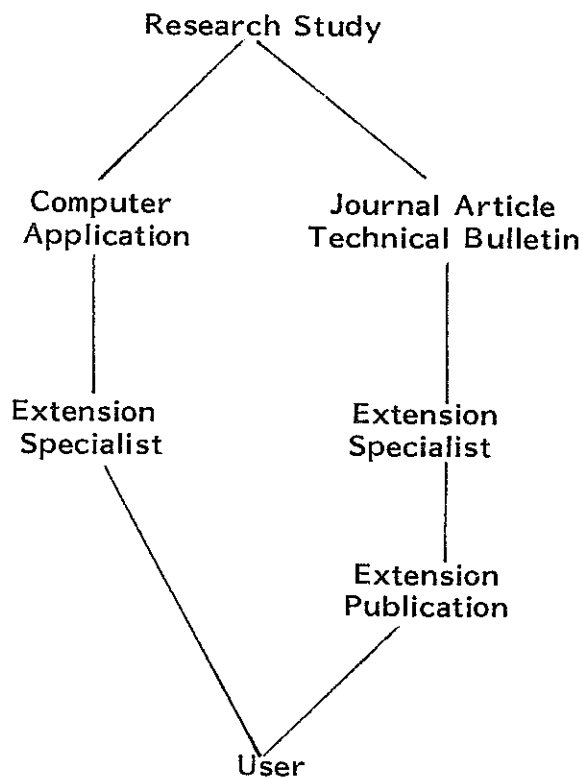 Research Study
Computer
Application
Journal Article
Technical Bulletin
Extension
Specialist
Extension
Specialist
Extension
Publication
User